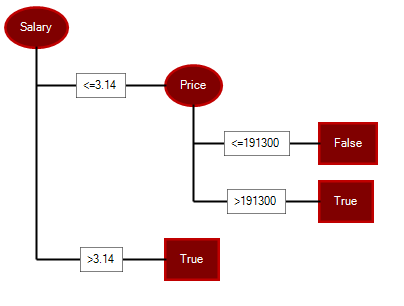 Salary
<=3.14
Price
<=191300
False
>191300
True
>3.14
True